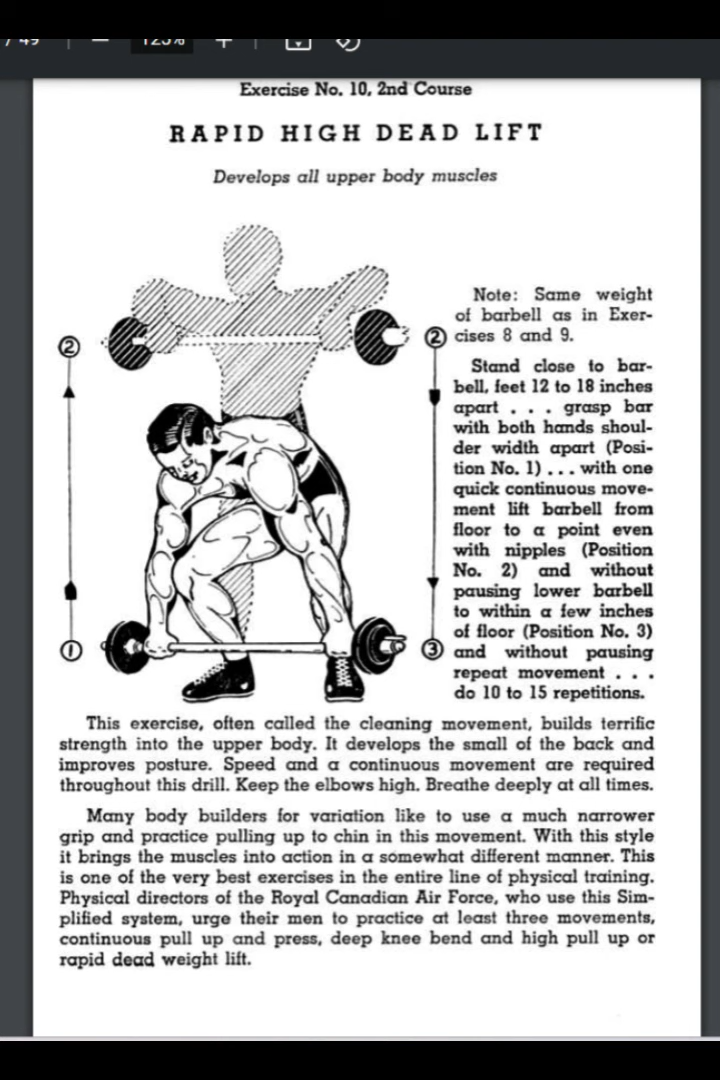 / 49 | — 125% + |
Exercise No. 10, 2nd Course
RAPID HIGH DEAD LIFT
Develops all upper body muscles
Note: Same weight
of barbell as in Exer-
cises 8 and 9.
Stand close to bar-
bell, feet 12 to 18 inches
apart . . . grasp bar
with both hands shoul-
der width apart (Posi-
tion No. 1) . . . with one
quick continuous move-
ment lift barbell from
floor to a point even
with nipples (Position
No. 2) and without
pausing lower barbell
to within a few inches
of floor (Position No. 3)
and without pausing
repeat movement . . .
do 10 to 15 repetitions.
2
2
1
3
This exercise, often called the cleaning movement, builds terrific
strength into the upper body. It develops the small of the back and
improves posture. Speed and a continuous movement are required
throughout this drill. Keep the elbows high. Breathe deeply at all times.
Many body builders for variation like to use a much narrower
grip and practice pulling up to chin in this movement. With this style
it brings the muscles into action in a somewhat different manner. This
is one of the very best exercises in the entire line of physical training.
Physical directors of the Royal Canadian Air Force, who use this Sim-
plified system, urge their men to practice at least three movements,
continuous pull up and press, deep knee bend and high pull up or
rapid dead weight lift.